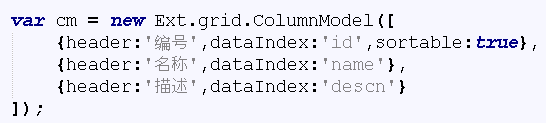 var cm = new Ext.grid.ColumnModel([
{header:'编号',dataIndex:'id',sortable:true},
{header:'名称',dataIndex:'name'},
{header:'描述',dataIndex:'descn'}
]);